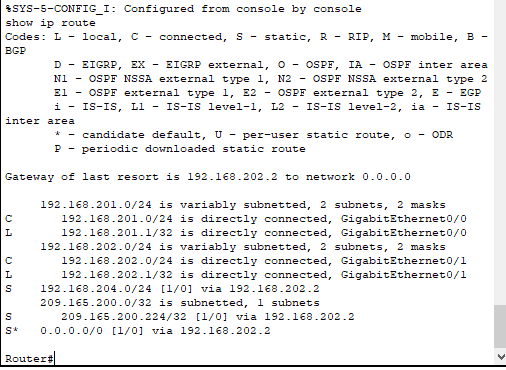 %SYS-5-CONFIG_I: Configured from console by console
show ip route
Codes: L - local, C - connected, S - static, R - RIP, M - mobile, B -
BGP
D - EIGRP, EX - EIGRP external, O - OSPF, IA - OSPF inter area
N1 - OSPF NSSA external type 1, N2 - OSPF NSSA external type 2
E1 - OSPF external type 1, E2 - OSPF external type 2, E - EGP
i - IS-IS, L1 - IS-IS level-1, L2 - IS-IS level-2, ia - IS-IS
inter area
* - candidate default, U - per-user static route, o - ODR
P - periodic downloaded static route
Gateway of last resort is 192.168.202.2 to network 0.0.0.0
192.168.201.0/24 is variably subnetted, 2 subnets, 2 masks
C 192.168.201.0/24 is directly connected, GigabitEthernet0/0
L 192.168.201.1/32 is directly connected, GigabitEthernet0/0
192.168.202.0/24 is variably subnetted, 2 subnets, 2 masks
C 192.168.202.0/24 is directly connected, GigabitEthernet0/1
L 192.168.202.1/32 is directly connected, GigabitEthernet0/1
S 192.168.204.0/24 [1/0] via 192.168.202.2
209.165.200.0/32 is subnetted, 1 subnets
S 209.165.200.224/32 [1/0] via 192.168.202.2
S* 0.0.0.0/0 [1/0] via 192.168.202.2
Router#